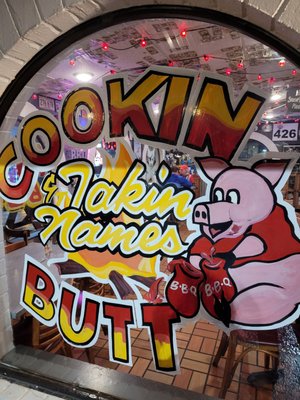 COOKIN
BUTT
& Takin
Names
B-B-Q
B-B-Q
426